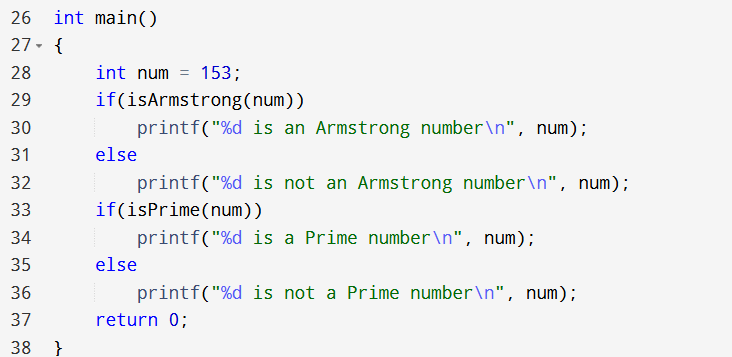 26 int main()
27 {
28     int num = 153;
29     if(isArmstrong(num))
30         printf("%d is an Armstrong number\n", num);
31     else
32         printf("%d is not an Armstrong number\n", num);
33     if(isPrime(num))
34         printf("%d is a Prime number\n", num);
35     else
36         printf("%d is not a Prime number\n", num);
37     return 0;
38 }